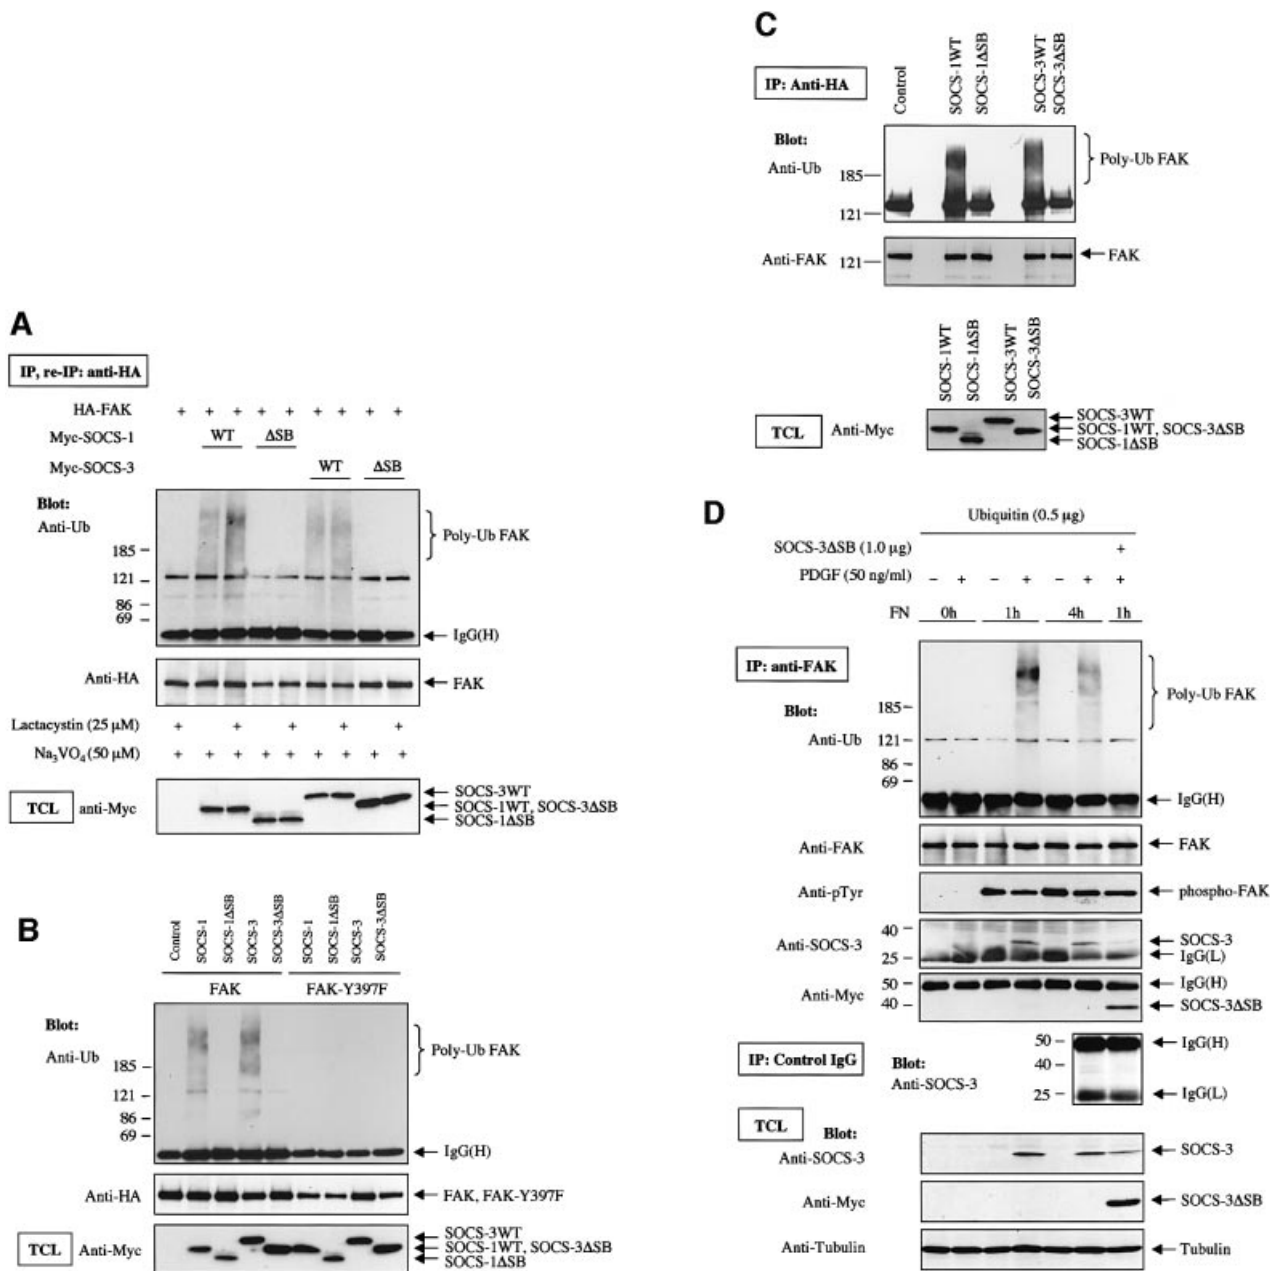 A
IP, re-IP: anti-HA
HA-FAK + + + + + + + + +
Myc-SOCS-1 WT ΔSB
Myc-SOCS-3 WT ΔSB
Blot:
Anti-Ub
Poly-Ub FAK
185
121
86
69
IgG(H)
Anti-HA FAK
Lactacystin (25 µM) + + + + +
Na₃VO₄ (50 µM) + + + + + + + + +
TCL anti-Myc
SOCS-3WT
SOCS-1WT, SOCS-3ΔSB
SOCS-1ΔSB
B
Control SOCS-1 SOCS-1ΔSB SOCS-3 SOCS-3ΔSB SOCS-1 SOCS-1ΔSB SOCS-3 SOCS-3ΔSB
FAK FAK-Y397F
Blot:
Anti-Ub
Poly-Ub FAK
185
121
86
69
IgG(H)
Anti-HA FAK, FAK-Y397F
TCL Anti-Myc
SOCS-3WT
SOCS-1WT, SOCS-3ΔSB
SOCS-1ΔSB
C
IP: Anti-HA
Control SOCS-1WT SOCS-1ΔSB SOCS-3WT SOCS-3ΔSB
Blot:
Anti-Ub
Poly-Ub FAK
185
121
Anti-FAK 121 FAK
SOCS-1WT SOCS-1ΔSB SOCS-3WT SOCS-3ΔSB
TCL Anti-Myc
SOCS-3WT
SOCS-1WT, SOCS-3ΔSB
SOCS-1ΔSB
D
Ubiquitin (0.5 µg)
SOCS-3ΔSB (1.0 µg) +
PDGF (50 ng/ml) – + – + – + +
FN 0h 1h 4h 1h
IP: anti-FAK
Blot:
Anti-Ub
Poly-Ub FAK
185
121
86
69
IgG(H)
Anti-FAK FAK
Anti-pTyr phospho-FAK
Anti-SOCS-3
40
25
SOCS-3
IgG(L)
Anti-Myc
50
40
IgG(H)
SOCS-3ΔSB
IP: Control IgG
Blot:
Anti-SOCS-3
50
40
25
IgG(H)
IgG(L)
TCL
Blot:
Anti-SOCS-3 SOCS-3
Anti-Myc SOCS-3ΔSB
Anti-Tubulin Tubulin